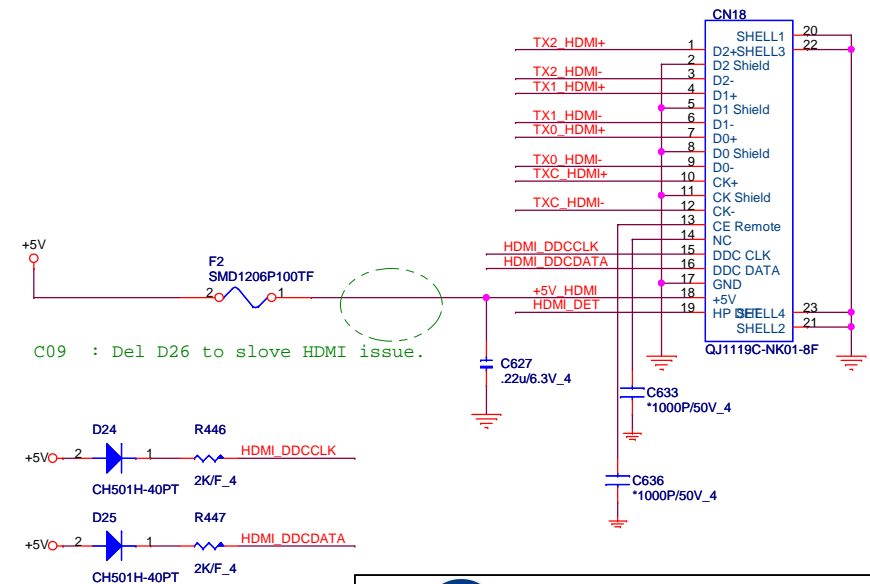 CN18
SHELL1 20
SHELL3 22
TX2_HDMI+ 1 D2+
2 D2 Shield
TX2_HDMI- 3 D2-
TX1_HDMI+ 4 D1+
5 D1 Shield
TX1_HDMI- 6 D1-
TX0_HDMI+ 7 D0+
8 D0 Shield
TX0_HDMI- 9 D0-
TXC_HDMI+ 10 CK+
11 CK Shield
TXC_HDMI- 12 CK-
13 CE Remote
14 NC
HDMI_DDCCLK 15 DDC CLK
HDMI_DDCDATA 16 DDC DATA
17 GND
+5V_HDMI 18 +5V
HDMI_DET 19 HP DET
SHELL4 23
SHELL2 21
QJ1119C-NK01-8F
+5V
F2
SMD1206P100TF
2 1
C09 : Del D26 to slove HDMI issue.
C627
.22u/6.3V_4
C633
*1000P/50V_4
C636
*1000P/50V_4
D24 R446
+5V 2 1 HDMI_DDCCLK
CH501H-40PT 2K/F_4
D25 R447
+5V 2 1 HDMI_DDCDATA
CH501H-40PT 2K/F_4